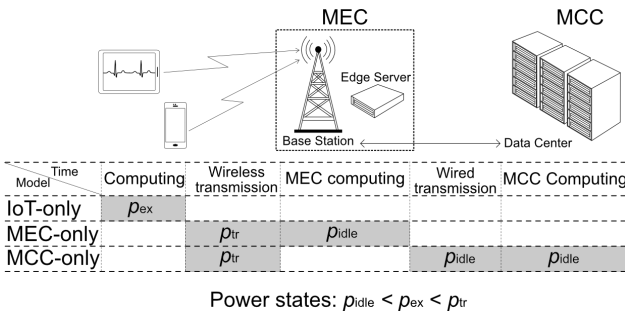 MEC MCC
Edge Server
Base Station Data Center
Time
Model Computing Wireless transmission MEC computing Wired transmission MCC Computing
IoT-only pex
MEC-only ptr pidle
MCC-only ptr pidle pidle
Power states: pidle < pex < ptr